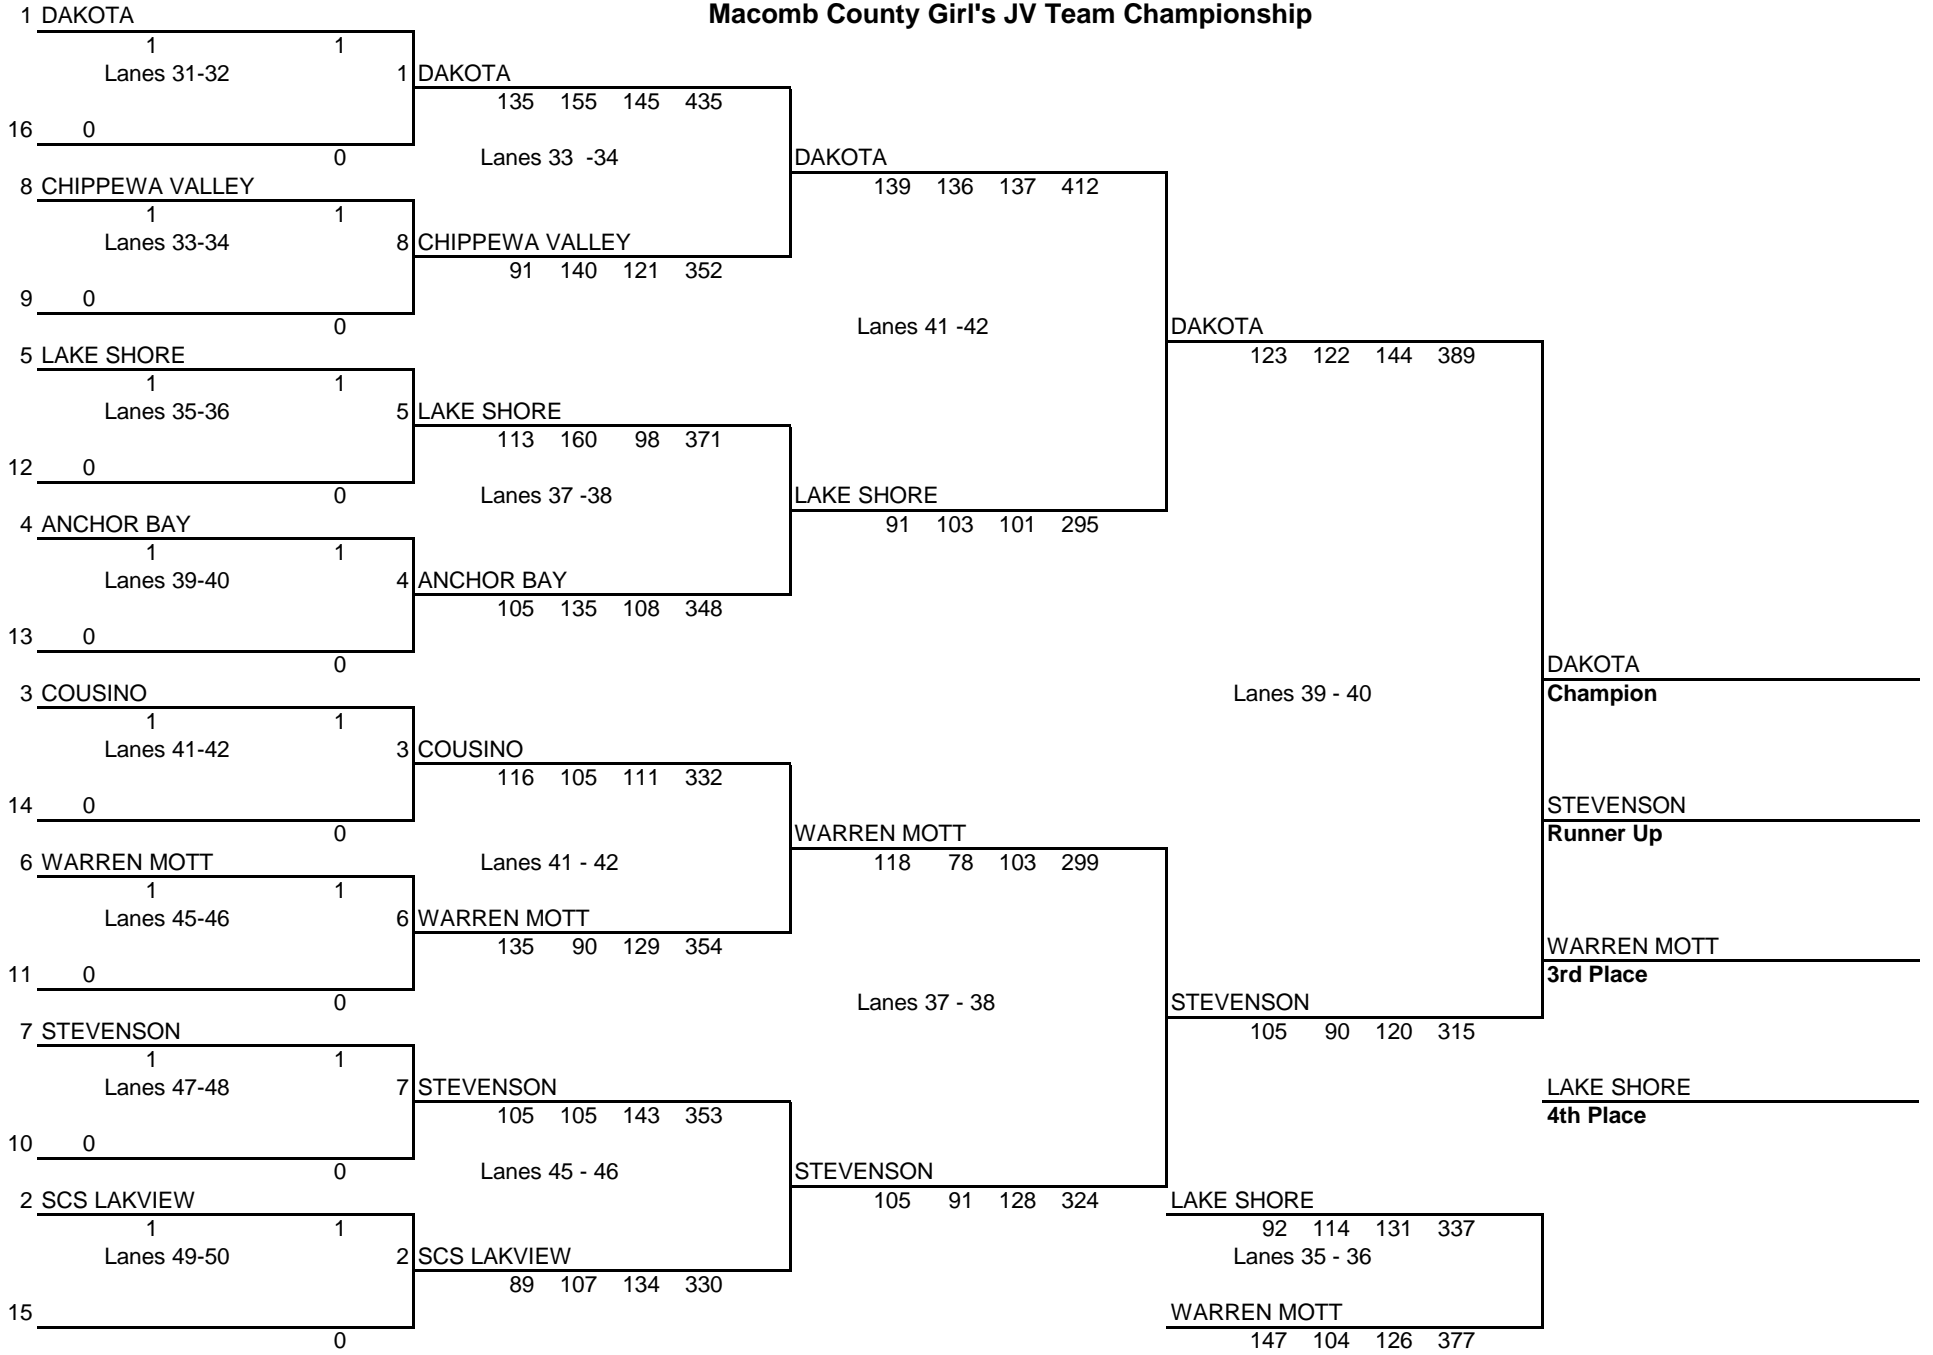 Macomb County Girl's JV Team Championship
1 DAKOTA
1 1
Lanes 31-32 1 DAKOTA
135 155 145 435
16 0
0 Lanes 33 -34 DAKOTA
8 CHIPPEWA VALLEY 139 136 137 412
1 1
Lanes 33-34 8 CHIPPEWA VALLEY
91 140 121 352
9 0
0 Lanes 41 -42 DAKOTA
5 LAKE SHORE 123 122 144 389
1 1
Lanes 35-36 5 LAKE SHORE
113 160 98 371
12 0
0 Lanes 37 -38 LAKE SHORE
4 ANCHOR BAY 91 103 101 295
1 1
Lanes 39-40 4 ANCHOR BAY
105 135 108 348
13 0
0 DAKOTA
3 COUSINO Lanes 39 - 40 Champion
1 1
Lanes 41-42 3 COUSINO
116 105 111 332
14 0 STEVENSON
0 WARREN MOTT Runner Up
6 WARREN MOTT Lanes 41 - 42 118 78 103 299
1 1
Lanes 45-46 6 WARREN MOTT
135 90 129 354 WARREN MOTT
11 0 3rd Place
0 Lanes 37 - 38 STEVENSON
7 STEVENSON 105 90 120 315
1 1
Lanes 47-48 7 STEVENSON LAKE SHORE
105 105 143 353 4th Place
10 0
0 Lanes 45 - 46 STEVENSON
2 SCS LAKVIEW 105 91 128 324 LAKE SHORE
1 1 92 114 131 337
Lanes 49-50 2 SCS LAKVIEW Lanes 35 - 36
89 107 134 330
15 WARREN MOTT
0 147 104 126 377